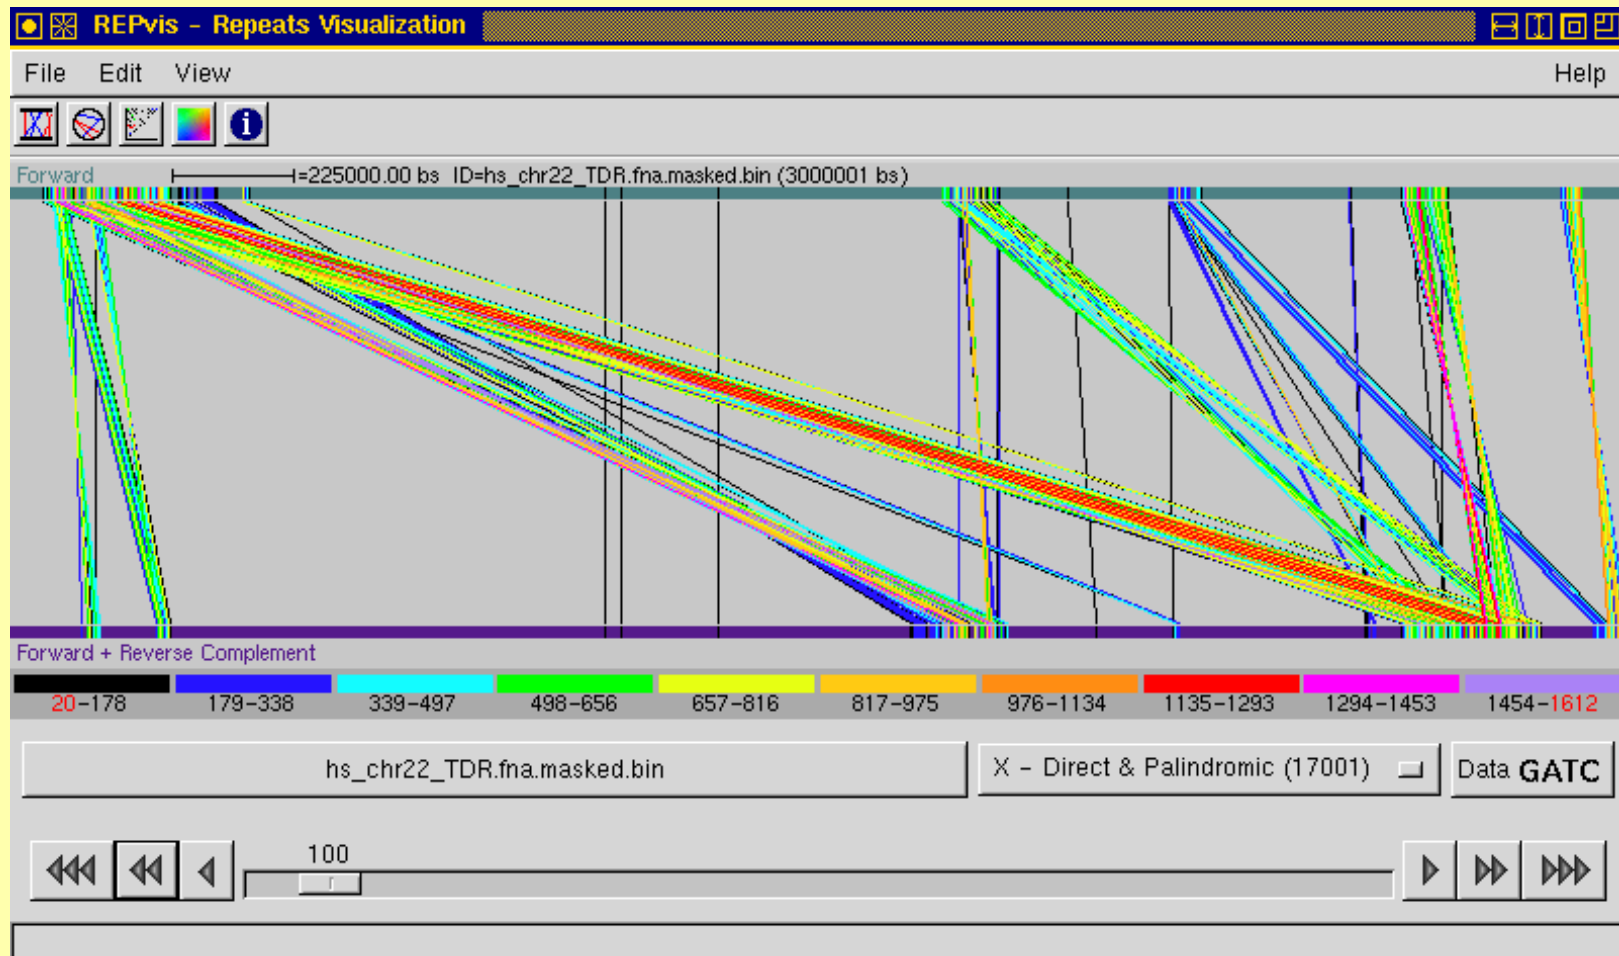 REPvis - Repeats Visualization
File Edit View Help
Forward =225000.00 bs ID=hs_chr22_TDR.fna.masked.bin (3000001 bs)
Forward + Reverse Complement
20-178 179-338 339-497 498-656 657-816 817-975 976-1134 1135-1293 1294-1453 1454-1612
hs_chr22_TDR.fna.masked.bin X - Direct & Palindromic (17001) Data GATC
100